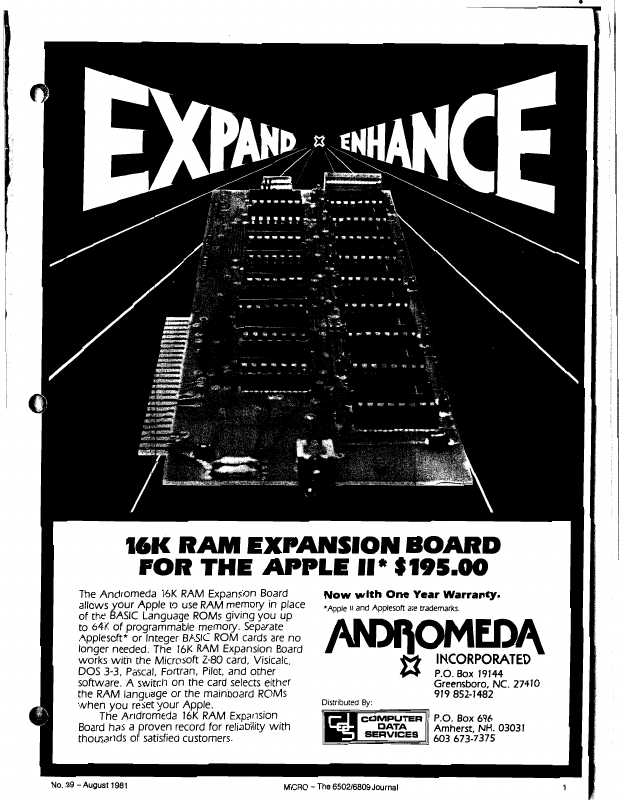 EXPAND ENHANCE
16K RAM EXPANSION BOARD
FOR THE APPLE II* $195.00
The Andromeda 16K RAM Expansion Board
allows your Apple to use RAM memory in place
of the BASIC Language ROMs giving you up
to 64K of programmable memory. Separate
Applesoft* or Integer BASIC ROM cards are no
longer needed. The 16K RAM Expansion Board
works with the Microsoft Z-80 card, Visicalc,
DOS 3-3, Pascal, Fortran, Pilot, and other
software. A switch on the card selects either
the RAM language or the mainboard ROMs
when you reset your Apple.
The Andromeda 16K RAM Expansion
Board has a proven record for reliability with
thousands of satisfied customers.
Now with One Year Warranty.
*Apple II and Applesoft are trademarks.
ANDROMEDA
INCORPORATED
P.O. Box 19144
Greensboro, NC. 27410
919 852-1482
Distributed By:
CDS
COMPUTER
DATA
SERVICES
P.O. Box 696
Amherst, NH. 03031
603 673-7375
No. 39 – August 1981
MICRO – The 6502/6809 Journal
1